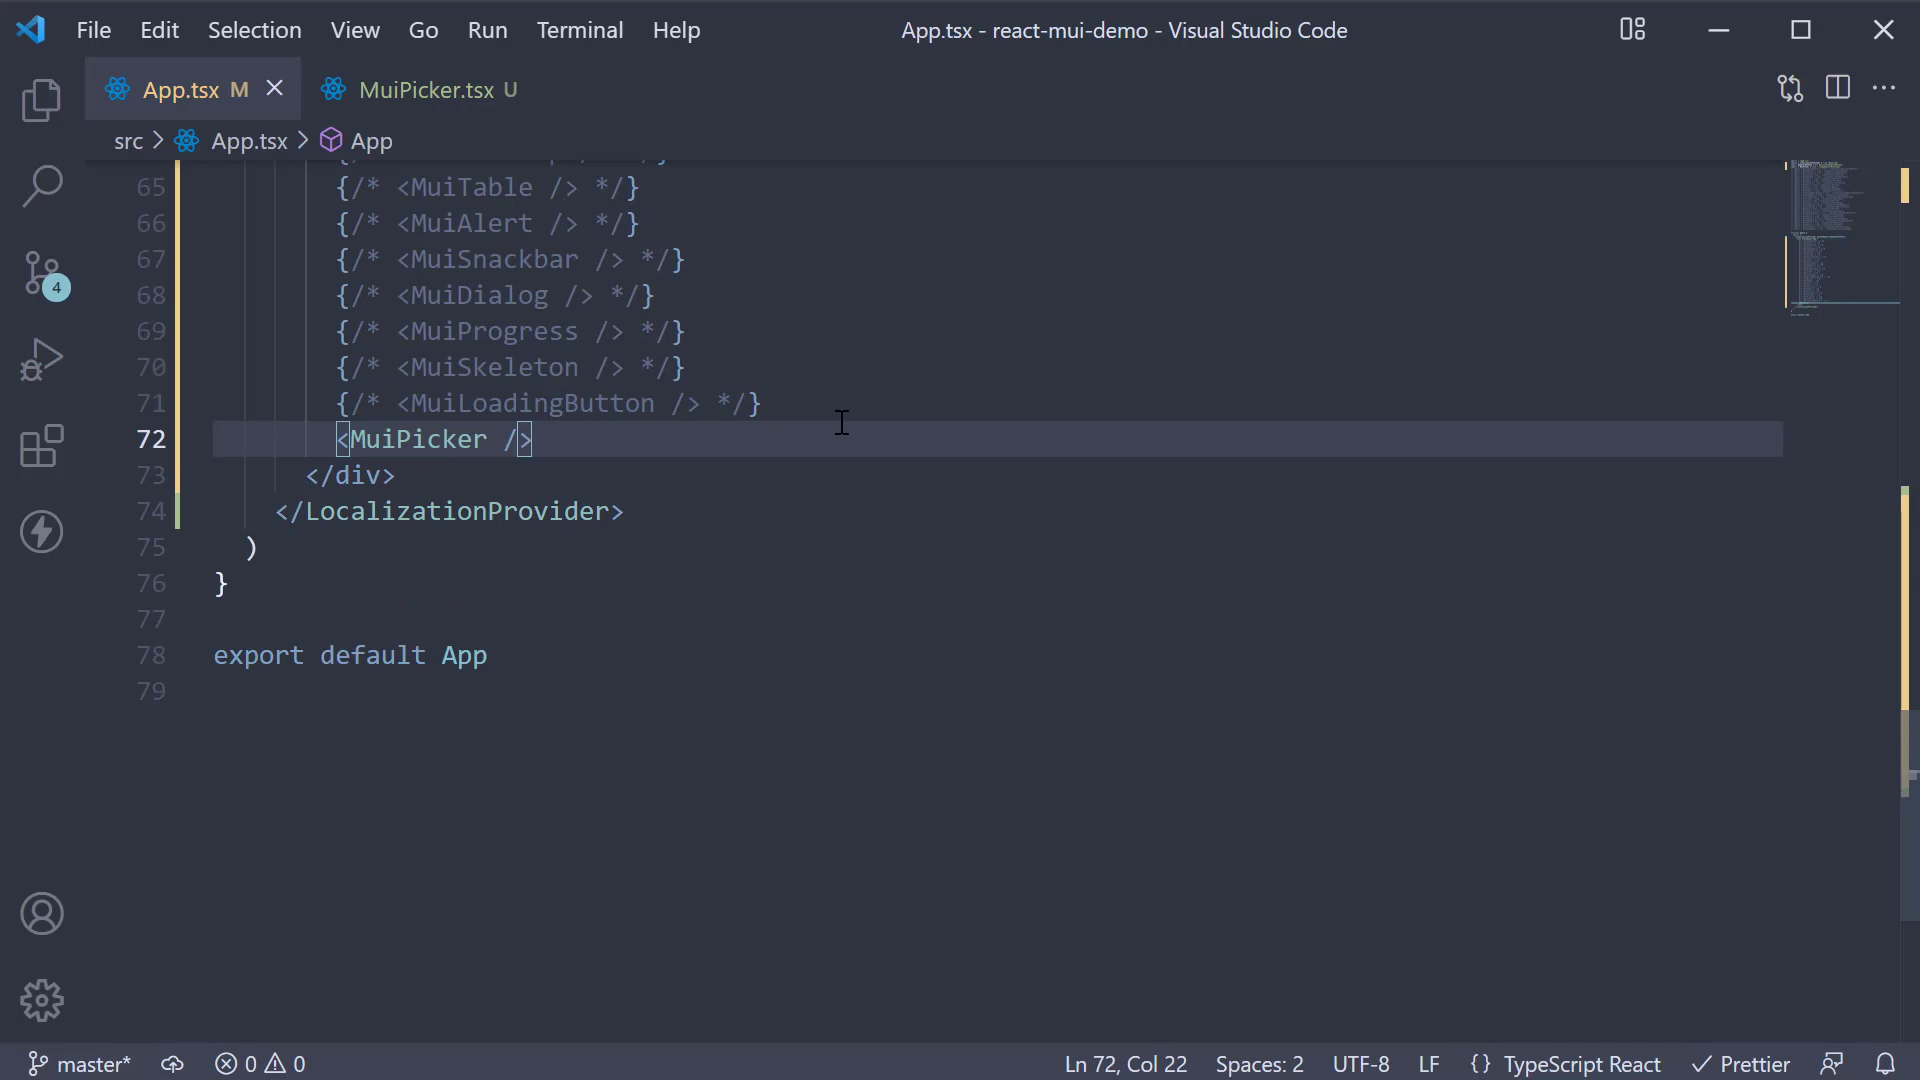 File Edit Selection View Go Run Terminal Help App.tsx - react-mui-demo - Visual Studio Code
App.tsx M MuiPicker.tsx U
src App.tsx App
65 {/* <MuiTable /> */}
66 {/* <MuiAlert /> */}
67 {/* <MuiSnackbar /> */}
68 {/* <MuiDialog /> */}
69 {/* <MuiProgress /> */}
70 {/* <MuiSkeleton /> */}
71 {/* <MuiLoadingButton /> */}
72 <MuiPicker />
73 </div>
74 </LocalizationProvider>
75 )
76 }
77
78 export default App
79
4
master* 0 0 Ln 72, Col 22 Spaces: 2 UTF-8 LF {} TypeScript React Prettier